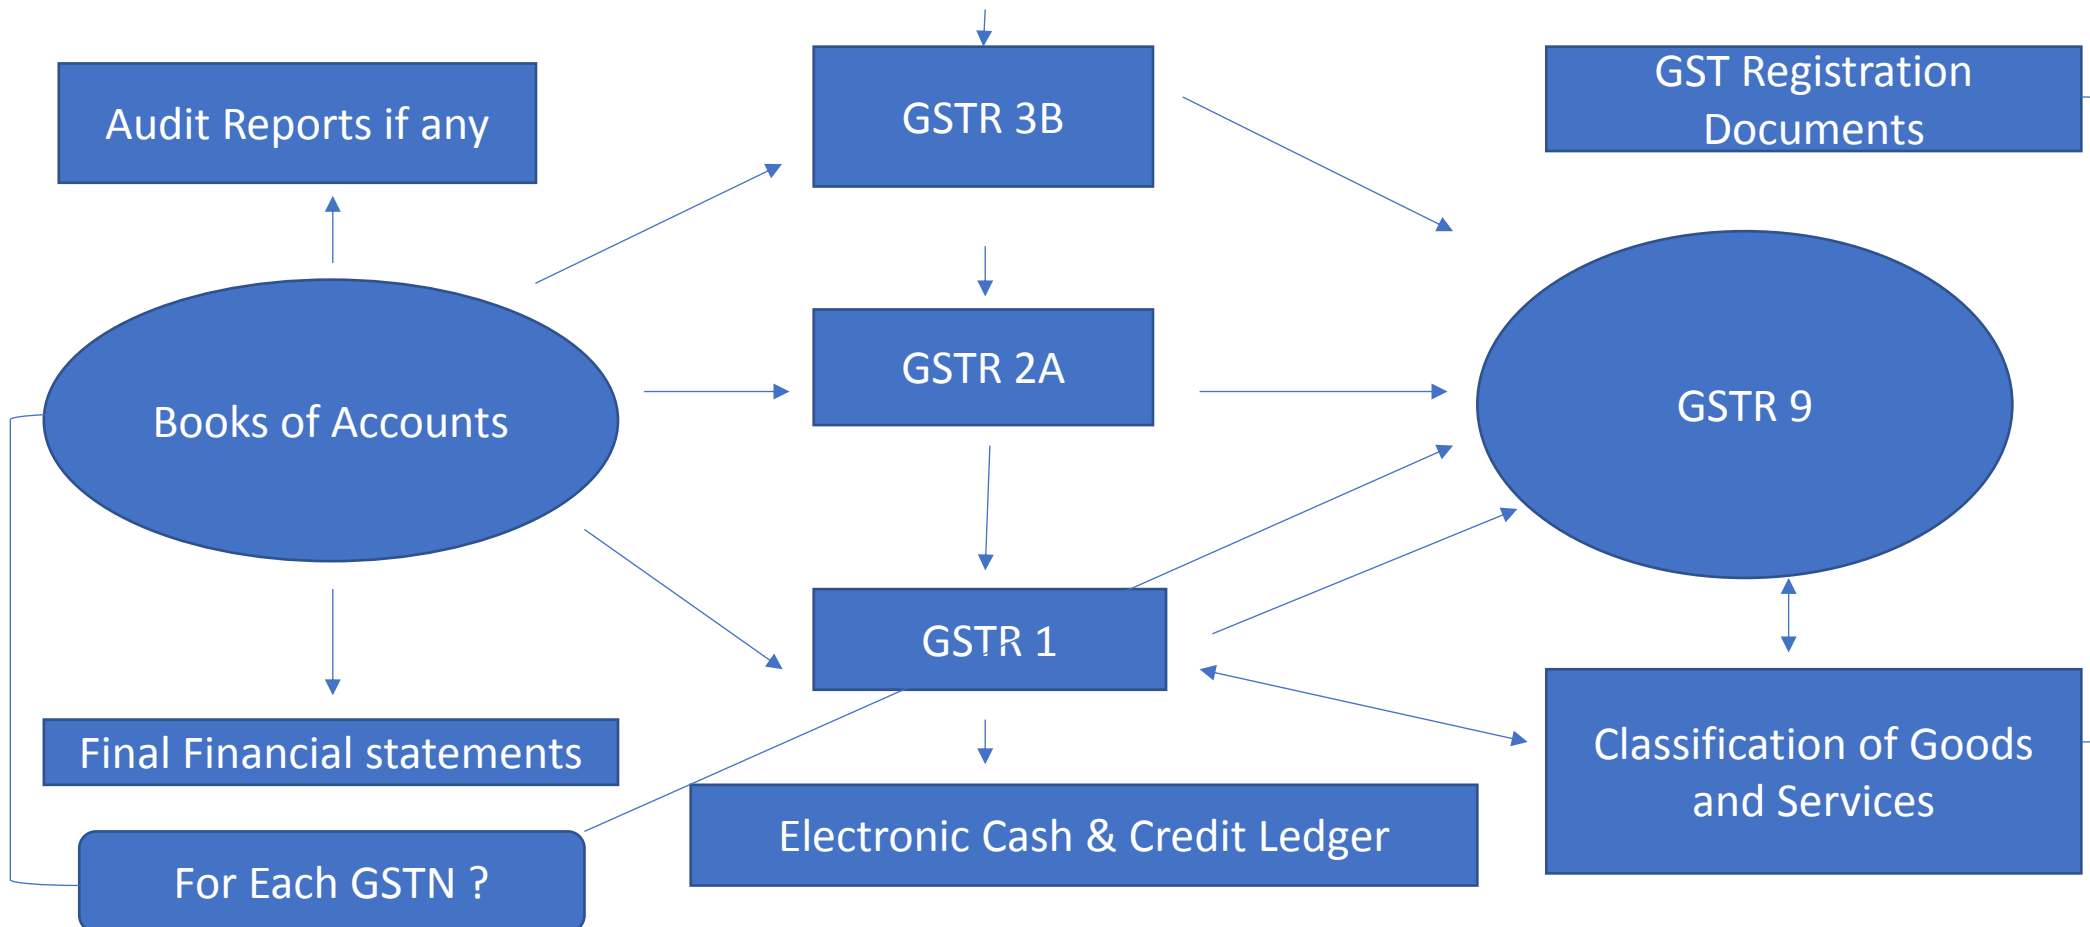 Audit Reports if any
GSTR 3B
GST Registration
Documents
Books of Accounts
GSTR 2A
GSTR 9
GSTR 1
Final Financial statements
Electronic Cash & Credit Ledger
Classification of Goods
and Services
For Each GSTN ?